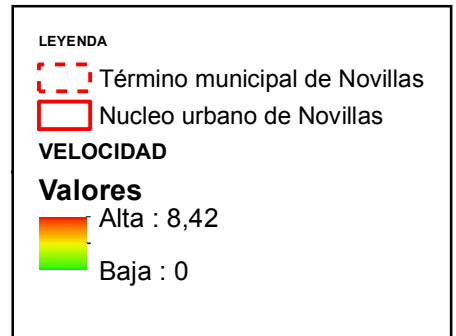 LEYENDA
Término municipal de Novillas
Nucleo urbano de Novillas
VELOCIDAD
Valores
Alta : 8,42
Baja : 0